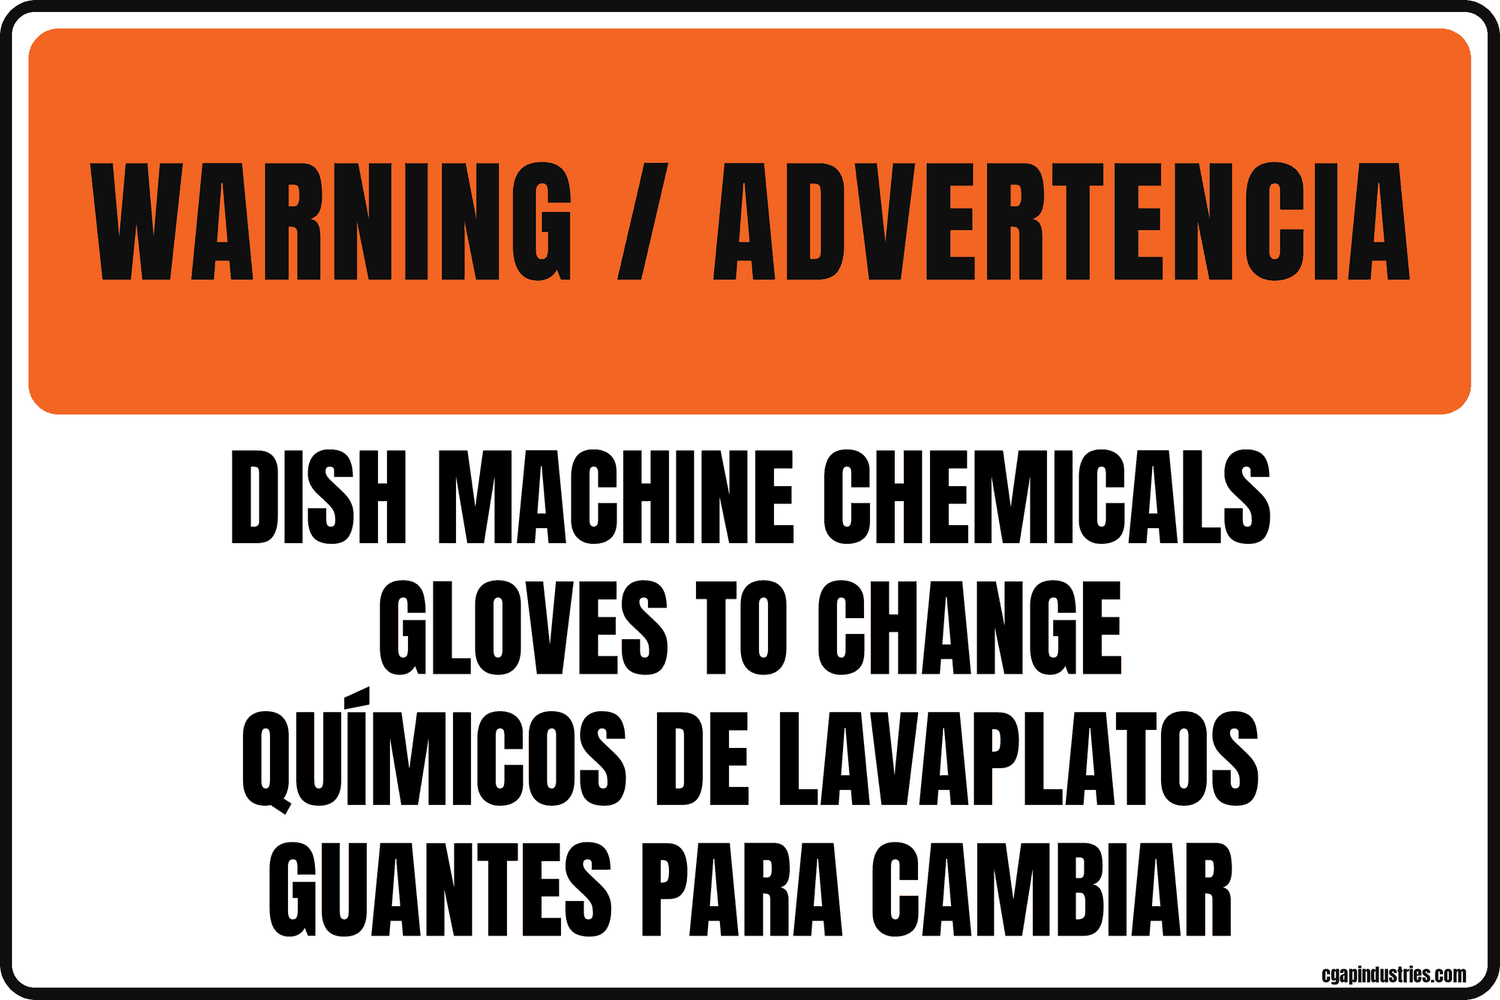 WARNING / ADVERTENCIA
DISH MACHINE CHEMICALS
GLOVES TO CHANGE
QUÍMICOS DE LAVAPLATOS
GUANTES PARA CAMBIAR
cgapindustries.com